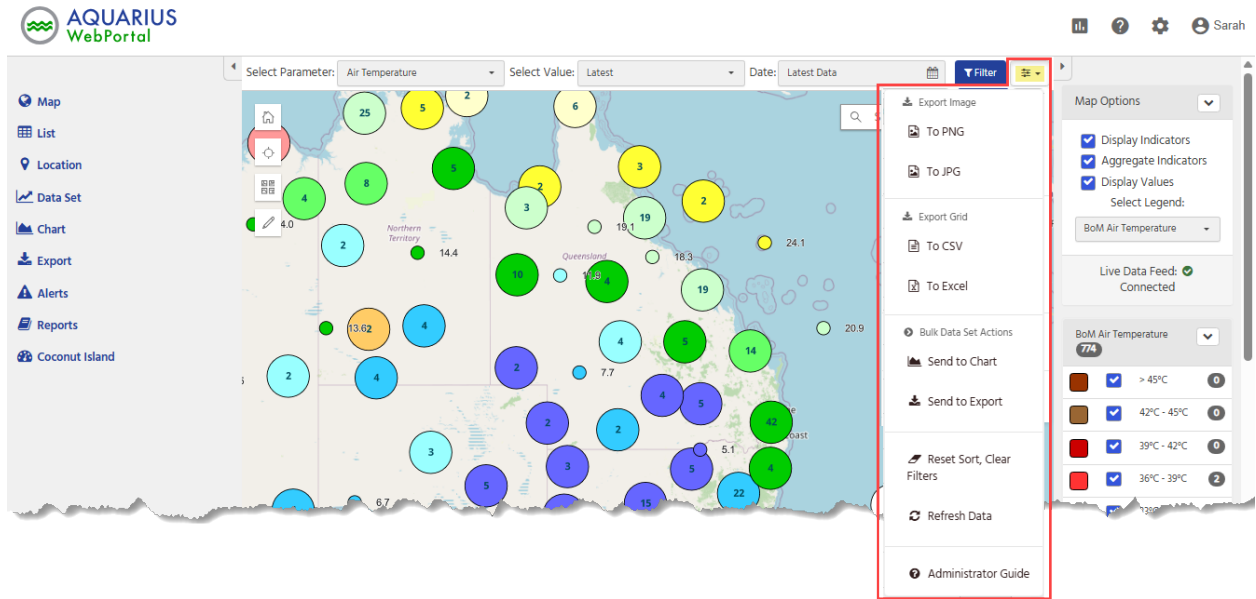 AQUARIUS
WebPortal
Sarah
Select Parameter: Air Temperature Select Value: Latest Date: Latest Data Filter
Map
List
Location
Data Set
Chart
Export
Alerts
Reports
Coconut Island
25
5
2
6
5
3
8
4
2
2
3
19
4.0
19.1
Northern
Territory
2
14.4
24.1
Queensland
18.3
10
4
19
13.6
2
4
4
5
20.9
14
2
4
2
7.7
4
5
2
2
42
oast
3
5.1
3
5
4
5
22
6.7
15
Export Image
To PNG
To JPG
Export Grid
To CSV
To Excel
Bulk Data Set Actions
Send to Chart
Send to Export
Reset Sort, Clear
Filters
Refresh Data
Administrator Guide
Map Options
Display Indicators
Aggregate Indicators
Display Values
Select Legend:
BoM Air Temperature
Live Data Feed:
Connected
BoM Air Temperature
774
> 45°C 0
42°C - 45°C 0
39°C - 42°C 0
36°C - 39°C 2